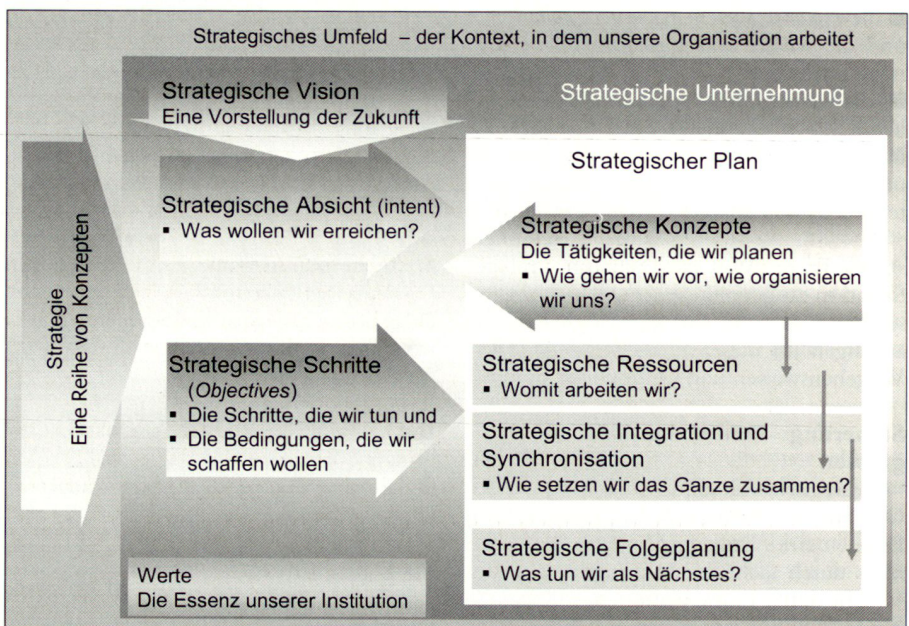 Strategisches Umfeld – der Kontext, in dem unsere Organisation arbeitet
Strategie
Eine Reihe von Konzepten
Strategische Vision
Eine Vorstellung der Zukunft
Strategische Absicht (intent)
▪ Was wollen wir erreichen?
Strategische Schritte
(Objectives)
▪ Die Schritte, die wir tun und
▪ Die Bedingungen, die wir
schaffen wollen
Werte
Die Essenz unserer Institution
Strategische Unternehmung
Strategischer Plan
Strategische Konzepte
Die Tätigkeiten, die wir planen
▪ Wie gehen wir vor, wie organisieren
wir uns?
Strategische Ressourcen
▪ Womit arbeiten wir?
Strategische Integration und
Synchronisation
▪ Wie setzen wir das Ganze zusammen?
Strategische Folgeplanung
▪ Was tun wir als Nächstes?